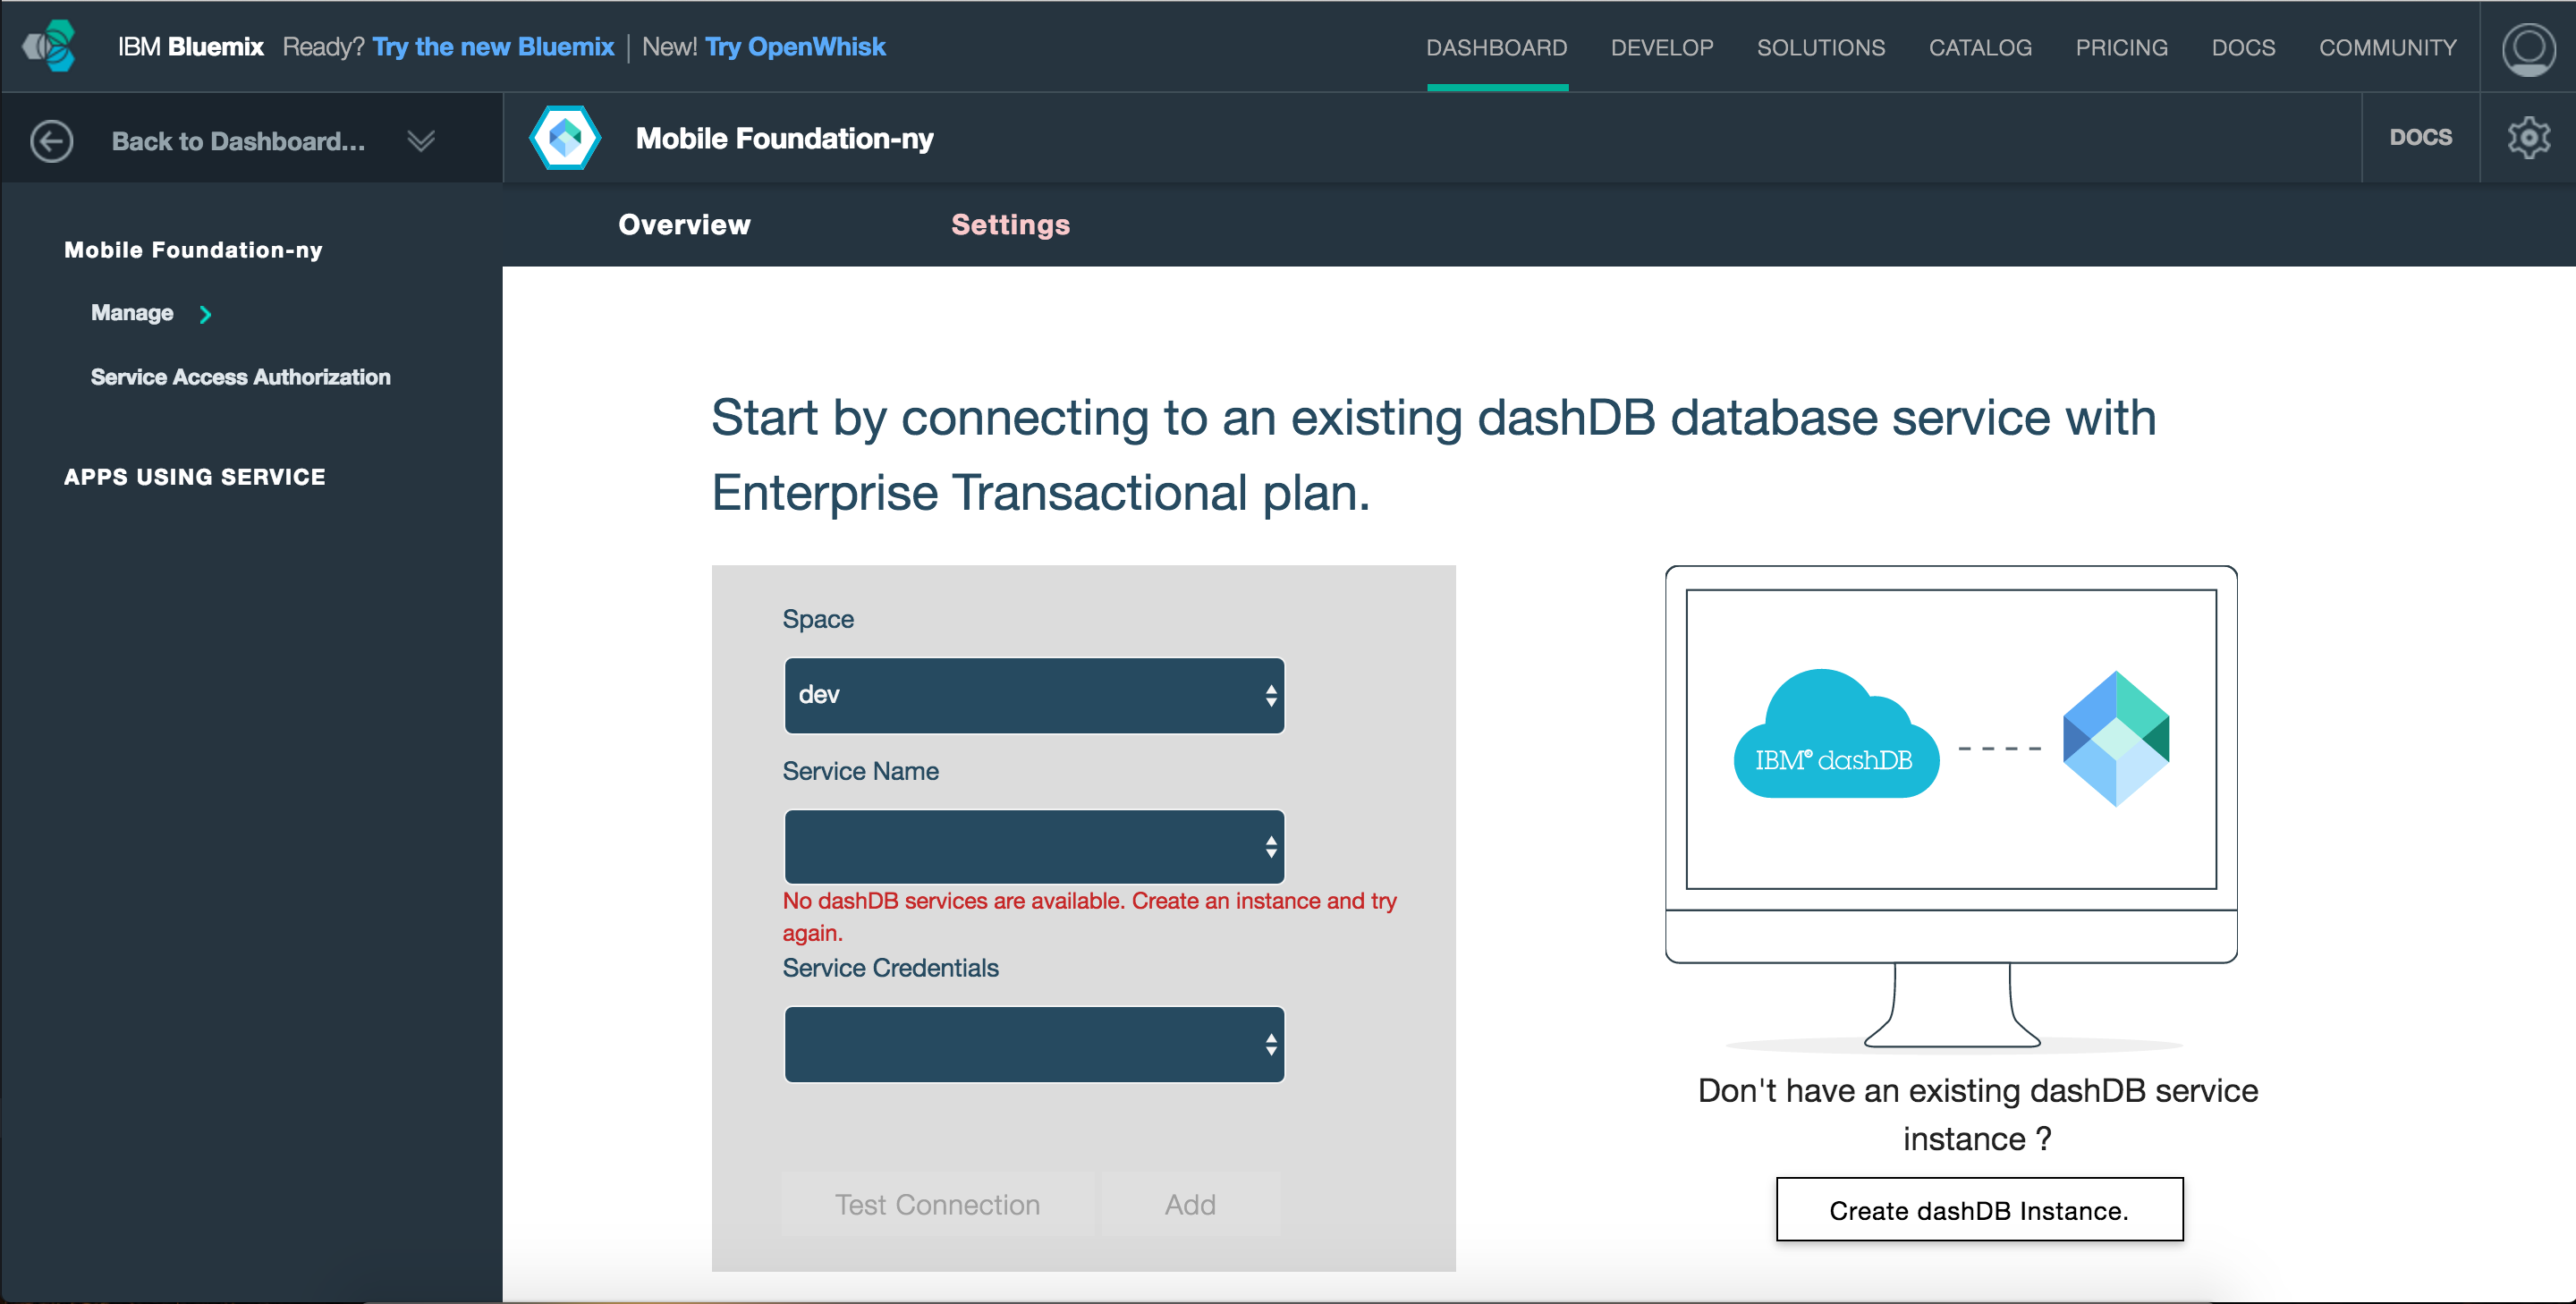 IBM Bluemix Ready? Try the new Bluemix | New! Try OpenWhisk
DASHBOARD DEVELOP SOLUTIONS CATALOG PRICING DOCS COMMUNITY
Back to Dashboard...
Mobile Foundation-ny
DOCS
Overview Settings
Mobile Foundation-ny
Manage
Service Access Authorization
APPS USING SERVICE
Start by connecting to an existing dashDB database service with
Enterprise Transactional plan.
Space
dev
Service Name
No dashDB services are available. Create an instance and try
again.
Service Credentials
Test Connection Add
IBM® dashDB
Don't have an existing dashDB service
instance ?
Create dashDB Instance.